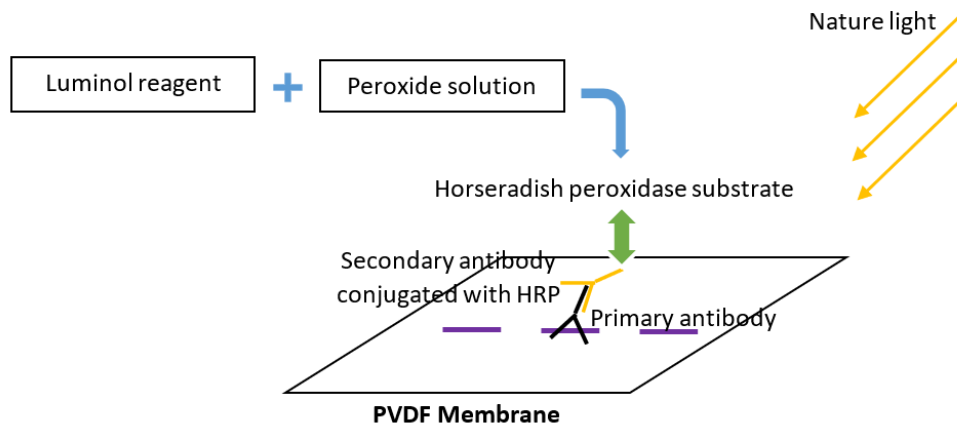 Nature light
Luminol reagent
Peroxide solution
Horseradish peroxidase substrate
Secondary antibody
conjugated with HRP
Primary antibody
PVDF Membrane